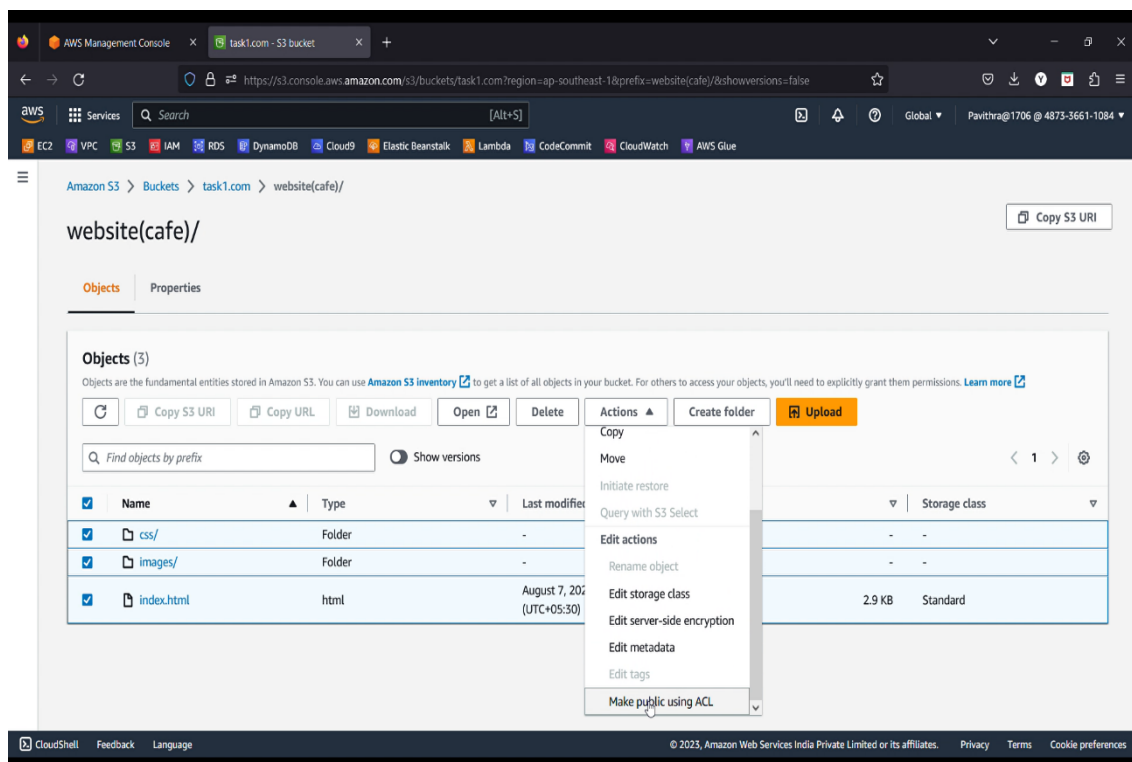 AWS Management Console
task1.com - S3 bucket
https://s3.console.aws.amazon.com/s3/buckets/task1.com?region=ap-southeast-1&prefix=website(cafe)/&showversions=false
aws Services Search [Alt+S] Global Pavithra@1706 @ 4873-3661-1084
EC2 VPC S3 IAM RDS DynamoDB Cloud9 Elastic Beanstalk Lambda CodeCommit CloudWatch AWS Glue
Amazon S3 > Buckets > task1.com > website(cafe)/
Copy S3 URI
website(cafe)/
Objects Properties
Objects (3)
Objects are the fundamental entities stored in Amazon S3. You can use Amazon S3 inventory to get a list of all objects in your bucket. For others to access your objects, you'll need to explicitly grant them permissions. Learn more
Copy S3 URI Copy URL Download Open Delete Actions Create folder Upload
Copy
Find objects by prefix Show versions < 1 >
Move
Initiate restore
Query with S3 Select
Name Type Last modified Storage class
Edit actions
css/ Folder - - -
Rename object
images/ Folder - - -
Edit storage class
index.html html August 7, 202 2.9 KB Standard
(UTC+05:30)
Edit server-side encryption
Edit metadata
Edit tags
Make public using ACL
CloudShell Feedback Language © 2023, Amazon Web Services India Private Limited or its affiliates. Privacy Terms Cookie preferences